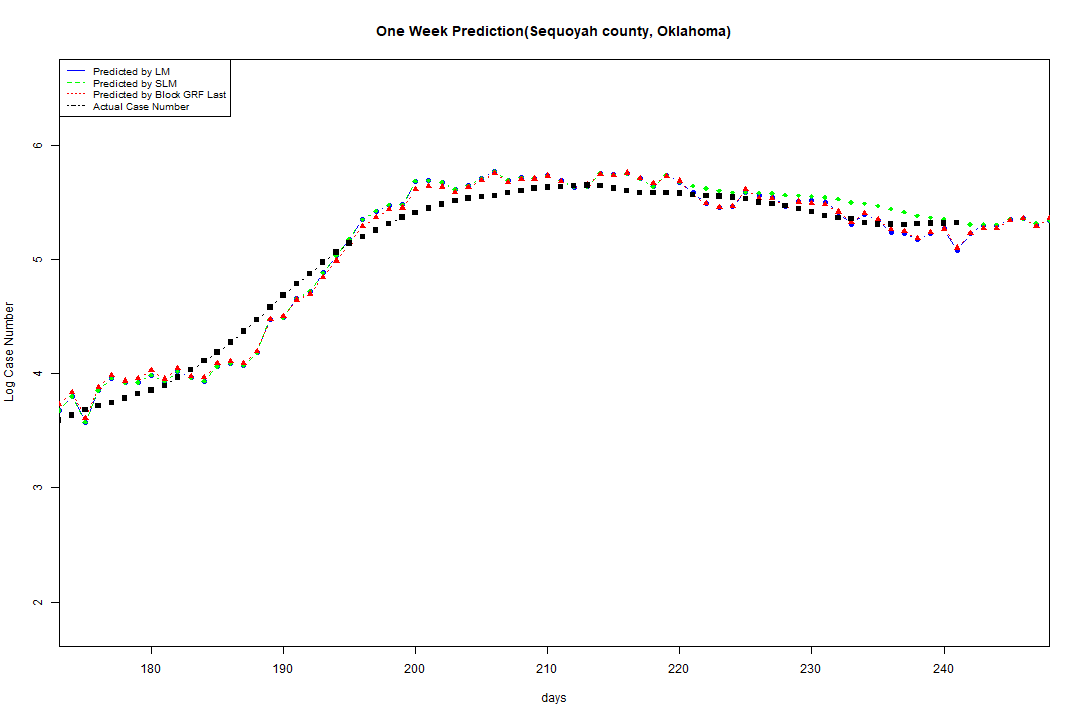 One Week Prediction(Sequoyah county, Oklahoma)
Predicted by LM
Predicted by SLM
Predicted by Block GRF Last
Actual Case Number
6
5
4
3
2
Log Case Number
180 190 200 210 220 230 240
days